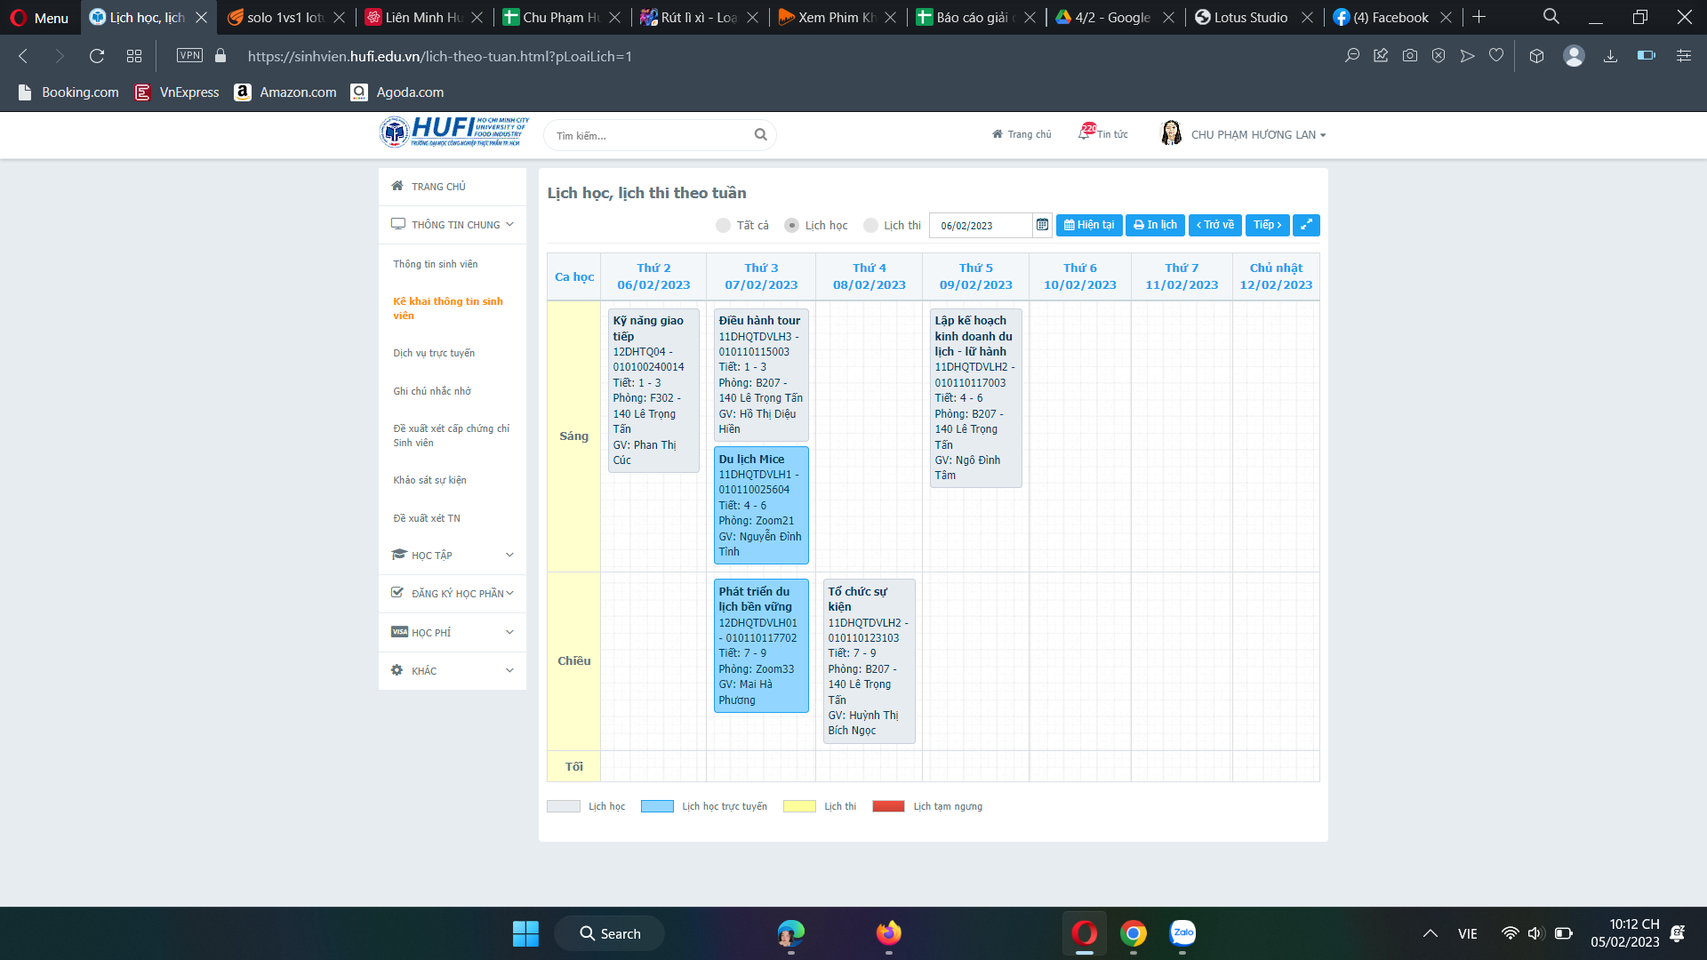 Menu
Lịch học, lịch
solo 1vs1 lotu
Liên Minh Hu
Chu Phạm Hu
Rút lì xì - Loạ
Xem Phim Kh
Báo cáo giải c
4/2 - Google
Lotus Studio
(4) Facebook
VPN
https://sinhvien.hufi.edu.vn/lich-theo-tuan.html?pLoaiLich=1
Booking.com
VnExpress
Amazon.com
Agoda.com
HUFI HO CHI MINH CITY
UNIVERSITY OF
FOOD INDUSTRY
TRƯỜNG ĐẠI HỌC CÔNG NGHIỆP THỰC PHẨM TP. HCM
Tìm kiếm...
Trang chủ
220
Tin tức
CHU PHẠM HƯƠNG LAN
TRANG CHỦ
THÔNG TIN CHUNG
Thông tin sinh viên
Kê khai thông tin sinh
viên
Dịch vụ trực tuyến
Ghi chú nhắc nhở
Đề xuất xét cấp chứng chỉ
Sinh viên
Khảo sát sự kiện
Đề xuất xét TN
HỌC TẬP
ĐĂNG KÝ HỌC PHẦN
VISA HỌC PHÍ
KHÁC
Lịch học, lịch thi theo tuần
Tất cả
Lịch học
Lịch thi
06/02/2023
Hiện tại
In lịch
Trở về
Tiếp
Ca học
Thứ 2
06/02/2023
Thứ 3
07/02/2023
Thứ 4
08/02/2023
Thứ 5
09/02/2023
Thứ 6
10/02/2023
Thứ 7
11/02/2023
Chủ nhật
12/02/2023
Sáng
Kỹ năng giao
tiếp
12DHTQ04 -
010100240014
Tiết: 1 - 3
Phòng: F302 -
140 Lê Trọng
Tấn
GV: Phan Thị
Cúc
Điều hành tour
11DHQTDVLH3 -
010110115003
Tiết: 1 - 3
Phòng: B207 -
140 Lê Trọng Tấn
GV: Hồ Thị Diệu
Hiền
Du lịch Mice
11DHQTDVLH1 -
010110025604
Tiết: 4 - 6
Phòng: Zoom21
GV: Nguyễn Đình
Tình
Lập kế hoạch
kinh doanh du
lịch - lữ hành
11DHQTDVLH2 -
010110117003
Tiết: 4 - 6
Phòng: B207 -
140 Lê Trọng
Tấn
GV: Ngô Đình
Tâm
Chiều
Phát triển du
lịch bền vững
12DHQTDVLH01
- 010110117702
Tiết: 7 - 9
Phòng: Zoom33
GV: Mai Hà
Phương
Tổ chức sự
kiện
11DHQTDVLH2 -
010110123103
Tiết: 7 - 9
Phòng: B207 -
140 Lê Trọng
Tấn
GV: Huỳnh Thị
Bích Ngọc
Tối
Lịch học
Lịch học trực tuyến
Lịch thi
Lịch tạm ngưng
Search
Zalo
VIE
10:12 CH
05/02/2023